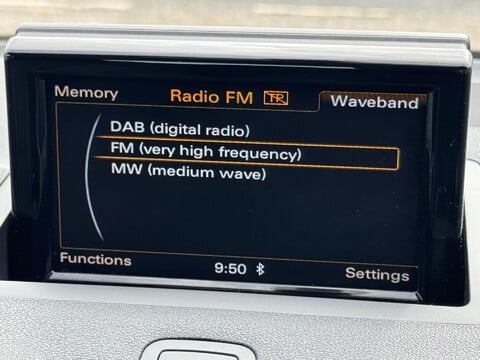 Memory
Radio FM
TP
Waveband
DAB (digital radio)
FM (very high frequency)
MW (medium wave)
Functions
9:50
Settings